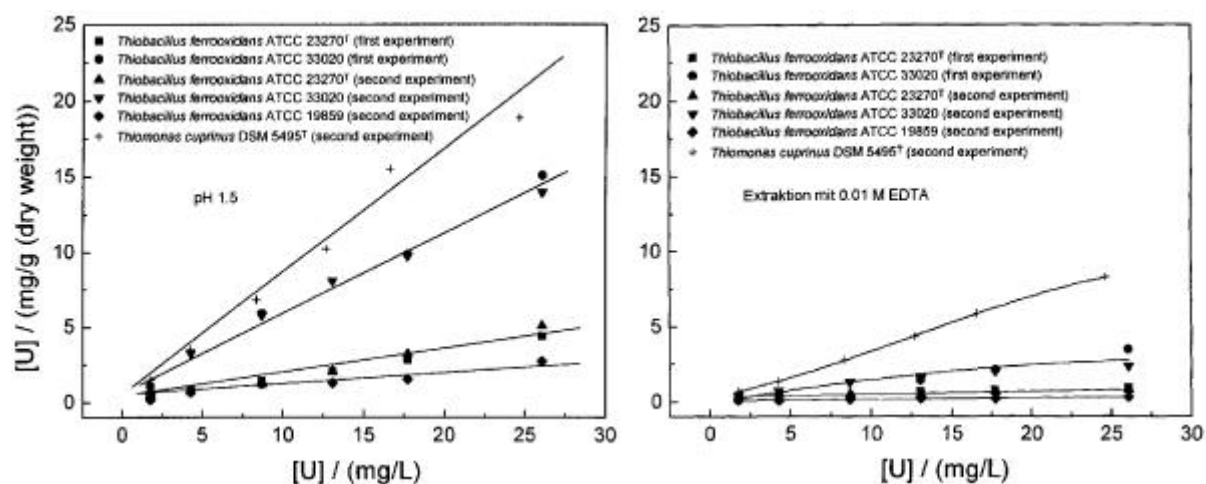 [U] / (mg/g (dry weight))
25
20
15
10
5
0
Thiobacillus ferrooxidans ATCC 23270ᵀ (first experiment)
Thiobacillus ferrooxidans ATCC 33020 (first experiment)
Thiobacillus ferrooxidans ATCC 23270ᵀ (second experiment)
Thiobacillus ferrooxidans ATCC 33020 (second experiment)
Thiobacillus ferrooxidans ATCC 19859 (second experiment)
Thiomonas cuprinus DSM 5495ᵀ (second experiment)
pH 1.5
0 5 10 15 20 25 30
[U] / (mg/L)
25
20
15
10
5
0
Thiobacillus ferrooxidans ATCC 23270ᵀ (first experiment)
Thiobacillus ferrooxidans ATCC 33020 (first experiment)
Thiobacillus ferrooxidans ATCC 23270ᵀ (second experiment)
Thiobacillus ferrooxidans ATCC 33020 (second experiment)
Thiobacillus ferrooxidans ATCC 19859 (second experiment)
Thiomonas cuprinus DSM 5495ᵀ (second experiment)
Extraktion mit 0.01 M EDTA
0 5 10 15 20 25 30
[U] / (mg/L)